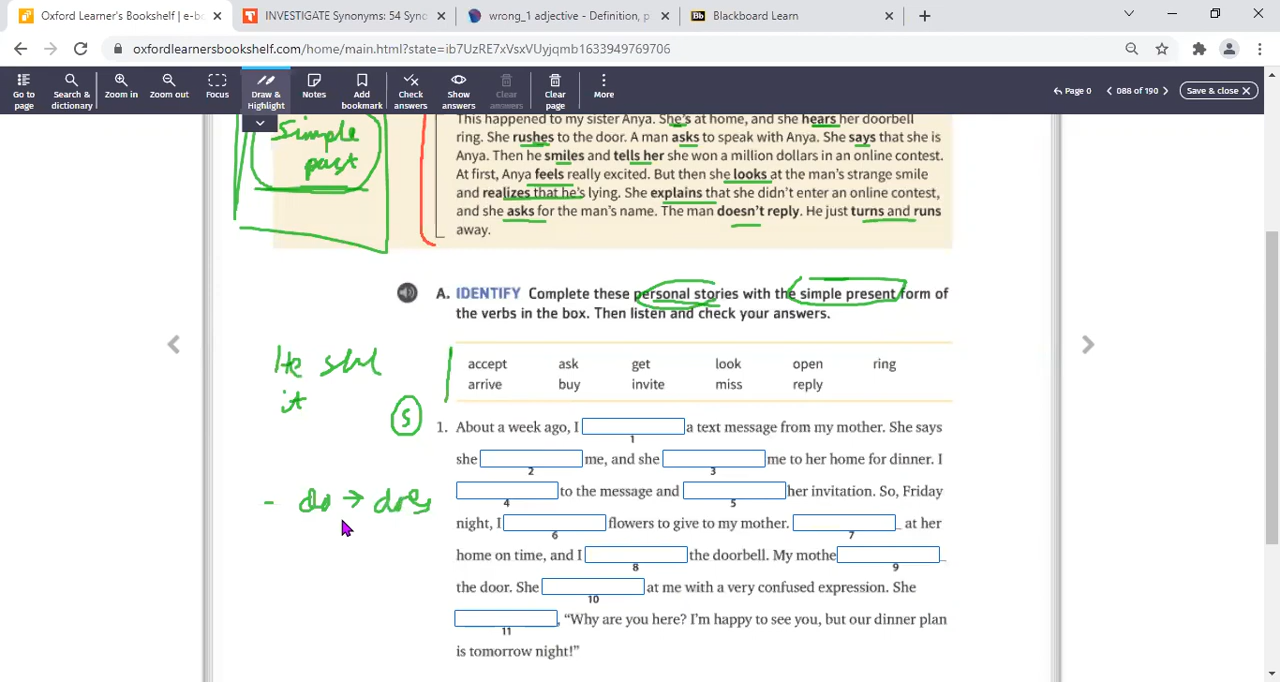 Oxford Learner's Bookshelf | e-b
INVESTIGATE Synonyms: 54 Synon
wrong_1 adjective - Definition, p
Bb Blackboard Learn
oxfordlearnersbookshelf.com/home/main.html?state=ib7UzRE7xVsxVUyjqmb1633949769706
Go to page
Search & dictionary
Zoom in
Zoom out
Focus
Draw & Highlight
Notes
Add bookmark
Check answers
Show answers
Clear answers
Clear page
More
Page 0
088 of 190
Save & close X
Simple
past
This happened to my sister Anya. She's at home, and she hears her doorbell
ring. She rushes to the door. A man asks to speak with Anya. She says that she is
Anya. Then he smiles and tells her she won a million dollars in an online contest.
At first, Anya feels really excited. But then she looks at the man's strange smile
and realizes that he's lying. She explains that she didn't enter an online contest,
and she asks for the man's name. The man doesn't reply. He just turns and runs
away.
A. IDENTIFY Complete these personal stories with the simple present form of
the verbs in the box. Then listen and check your answers.
He she
it
S
- do → does
accept ask get look open ring
arrive buy invite miss reply
1. About a week ago, I a text message from my mother. She says
1
she me, and she me to her home for dinner. I
2 3
to the message and her invitation. So, Friday
4 5
night, I flowers to give to my mother. _ at her
6 7
home on time, and I the doorbell. My mothe _
8 9
the door. She at me with a very confused expression. She
10
, "Why are you here? I'm happy to see you, but our dinner plan
11
is tomorrow night!"